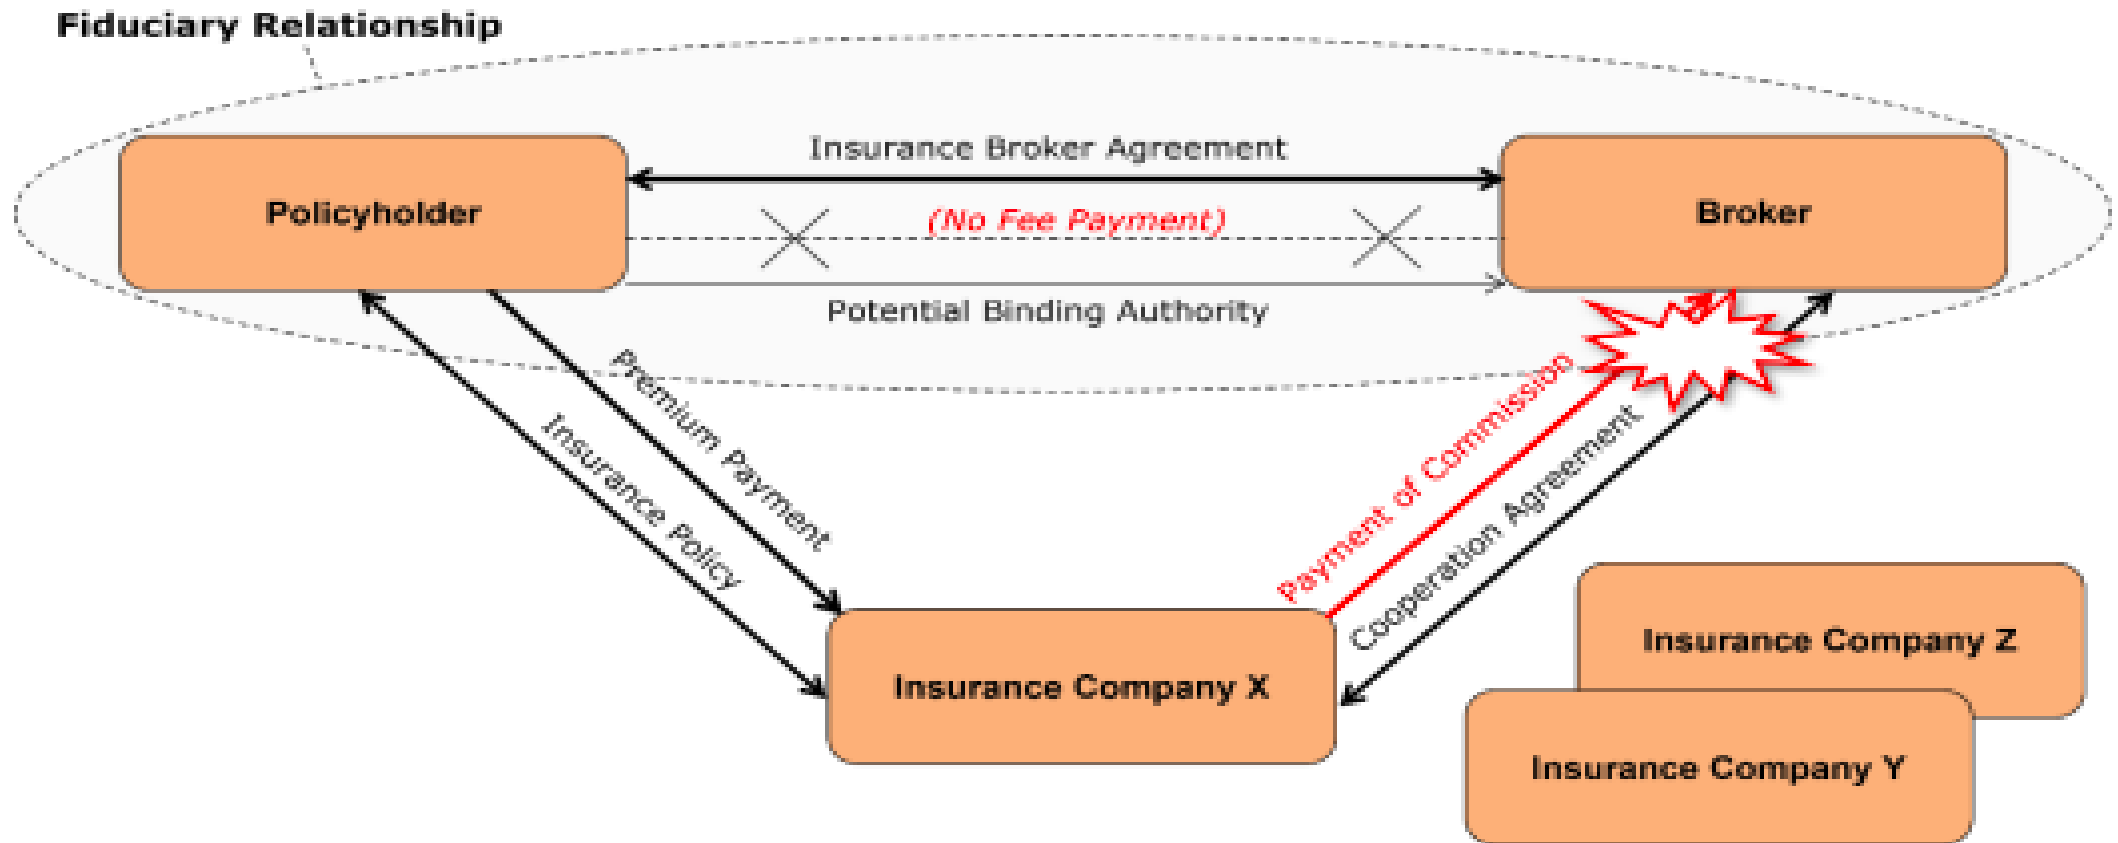 Fiduciary Relationship
Insurance Broker Agreement
Policyholder
(No Fee Payment)
Broker
Potential Binding Authority
Premium Payment
Insurance Policy
Payment of Commission
Cooperation Agreement
Insurance Company Z
Insurance Company X
Insurance Company Y